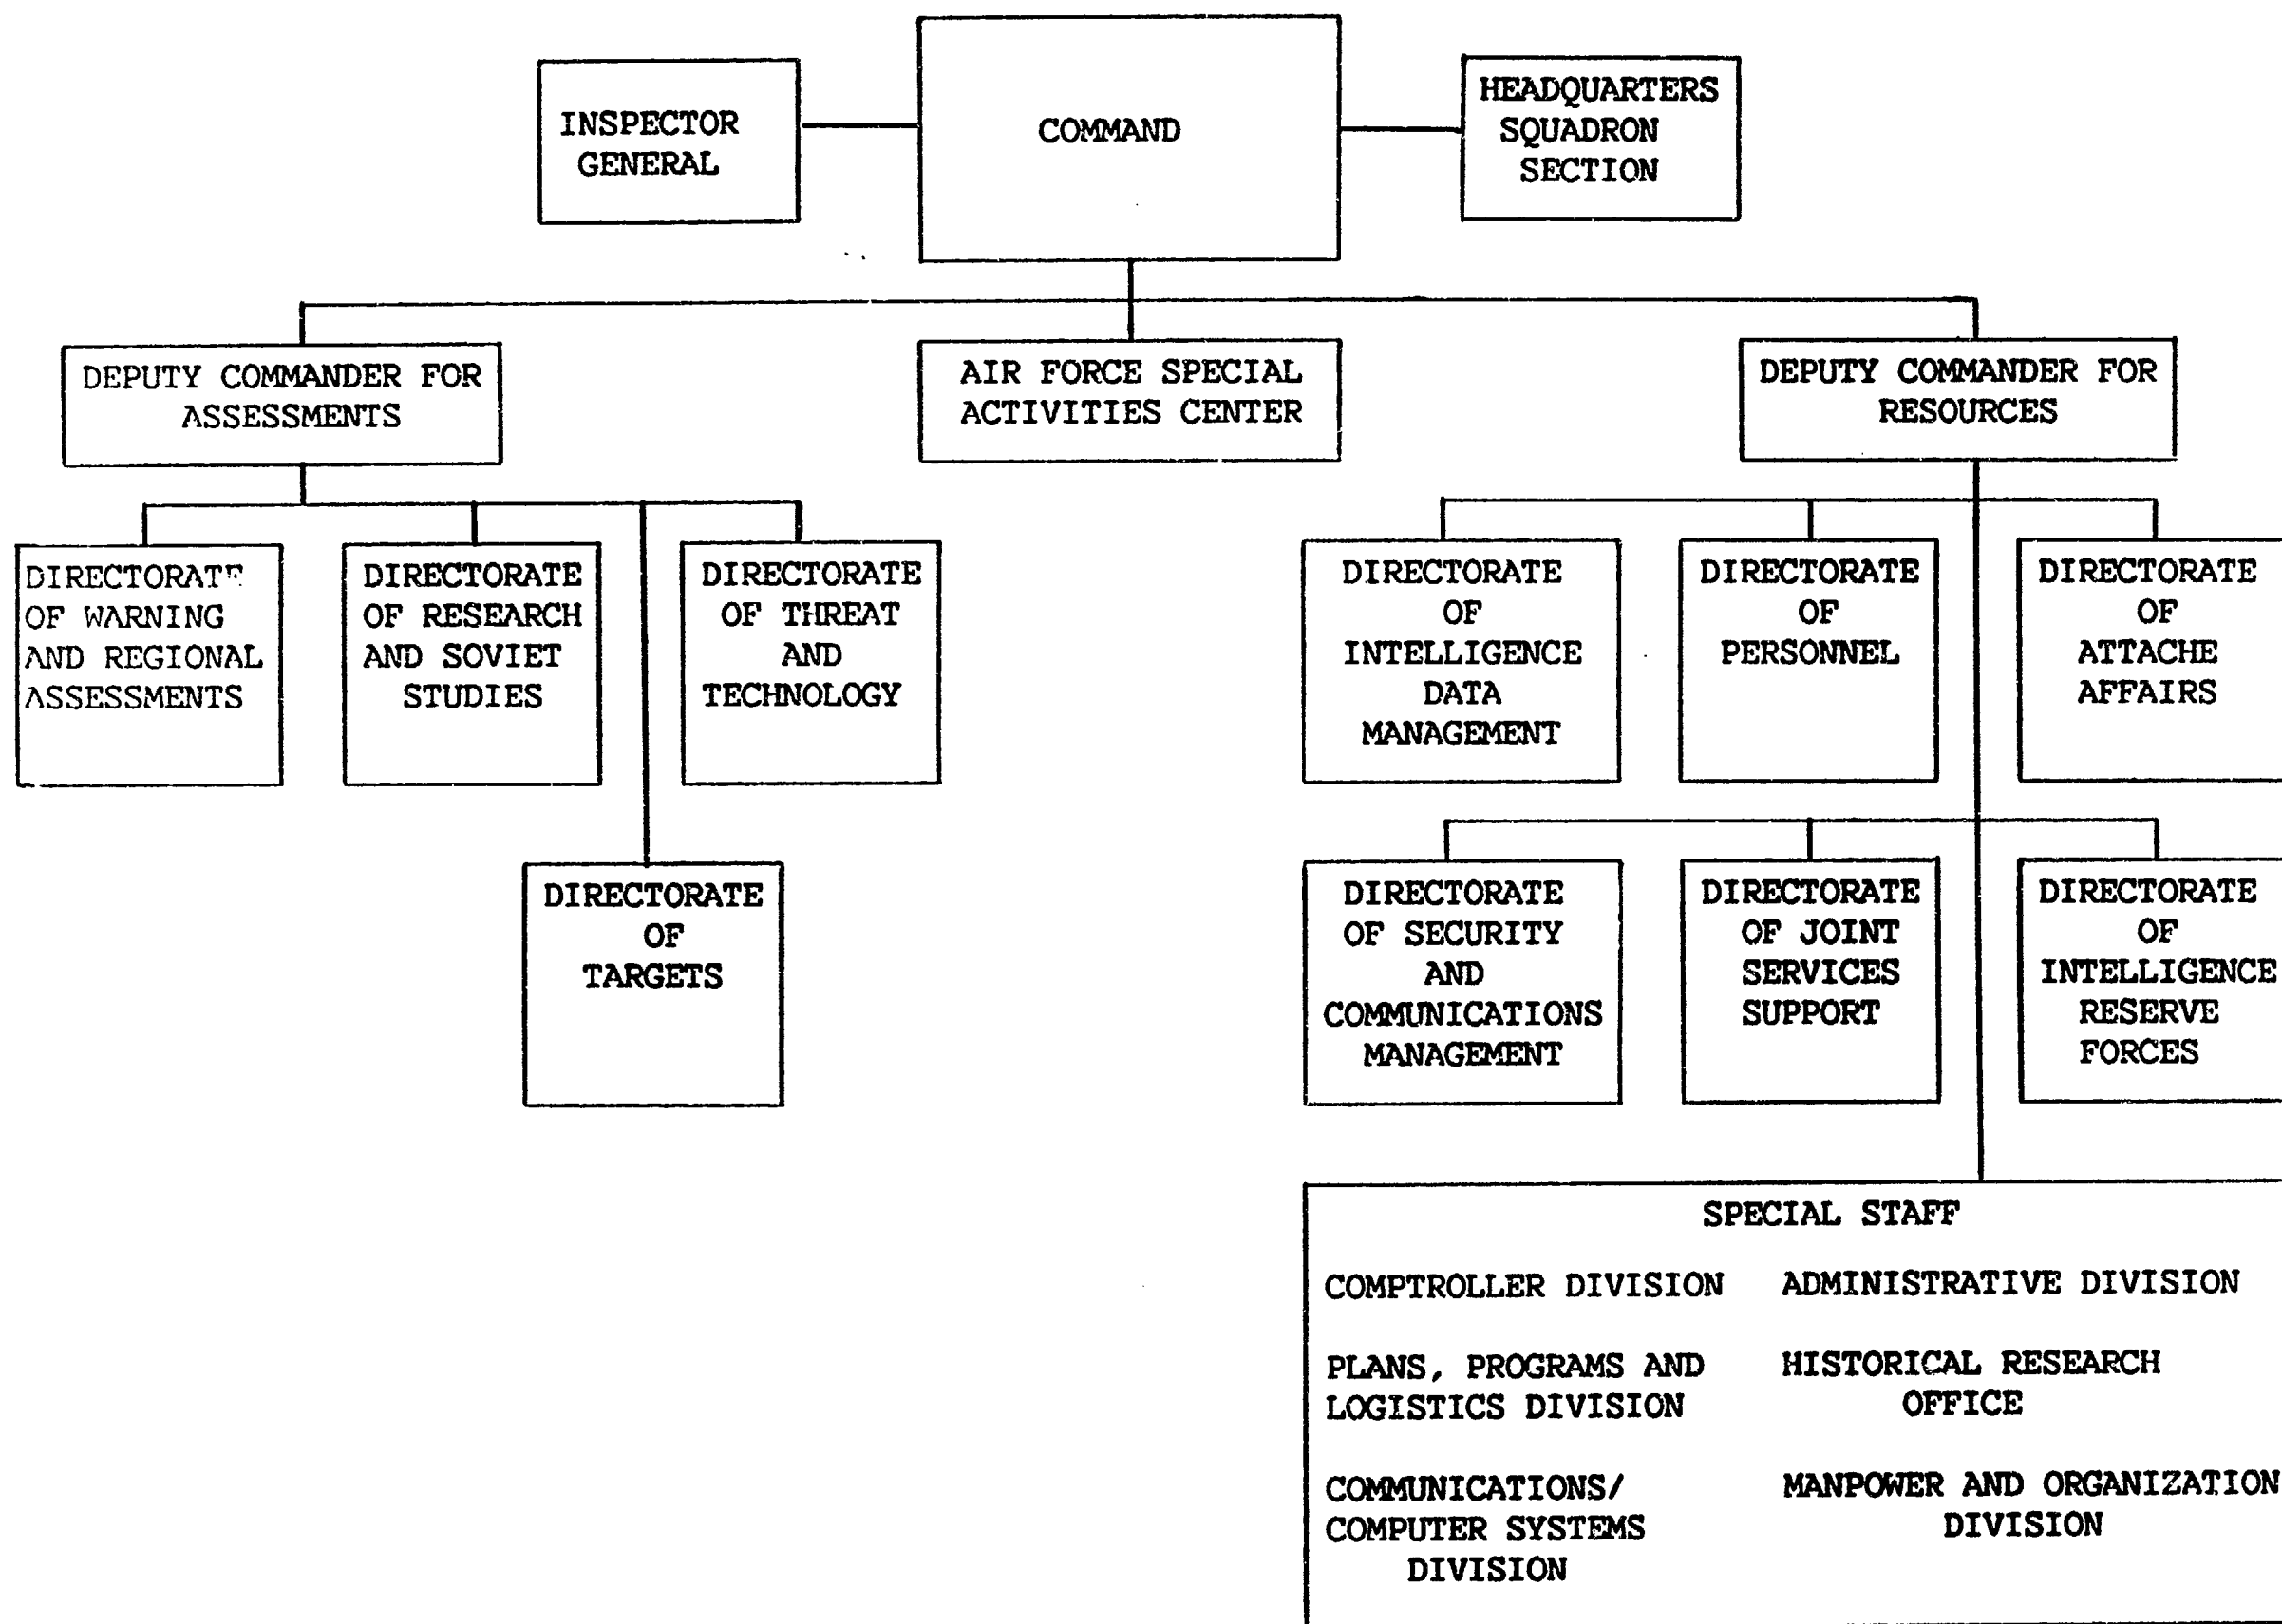 INSPECTOR
GENERAL
COMMAND
HEADQUARTERS
SQUADRON
SECTION
DEPUTY COMMANDER FOR
ASSESSMENTS
AIR FORCE SPECIAL
ACTIVITIES CENTER
DEPUTY COMMANDER FOR
RESOURCES
DIRECTORATE
OF WARNING
AND REGIONAL
ASSESSMENTS
DIRECTORATE
OF RESEARCH
AND SOVIET
STUDIES
DIRECTORATE
OF THREAT
AND
TECHNOLOGY
DIRECTORATE
OF
TARGETS
DIRECTORATE
OF
INTELLIGENCE
DATA
MANAGEMENT
DIRECTORATE
OF
PERSONNEL
DIRECTORATE
OF
ATTACHE
AFFAIRS
DIRECTORATE
OF SECURITY
AND
COMMUNICATIONS
MANAGEMENT
DIRECTORATE
OF JOINT
SERVICES
SUPPORT
DIRECTORATE
OF
INTELLIGENCE
RESERVE
FORCES
SPECIAL STAFF
COMPTROLLER DIVISION
ADMINISTRATIVE DIVISION
PLANS, PROGRAMS AND
LOGISTICS DIVISION
HISTORICAL RESEARCH
OFFICE
COMMUNICATIONS/
COMPUTER SYSTEMS
DIVISION
MANPOWER AND ORGANIZATION
DIVISION